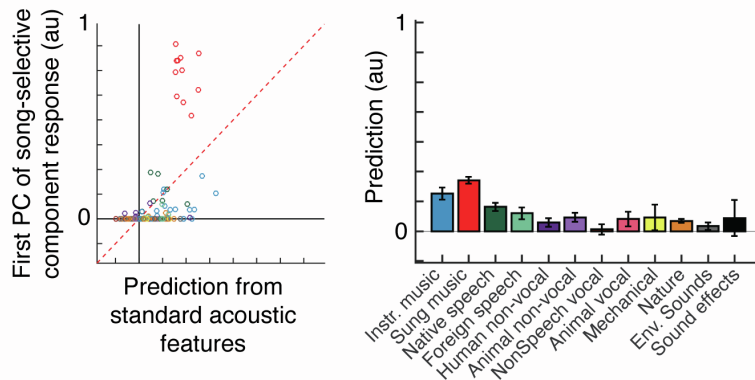 First PC of song-selective
component response (au)
1
0
Prediction from
standard acoustic
features
Prediction (au)
1
0
Instr. music
Sung music
Native speech
Foreign speech
Human non-vocal
Animal non-vocal
NonSpeech vocal
Animal vocal
Mechanical
Nature
Env. Sounds
Sound effects